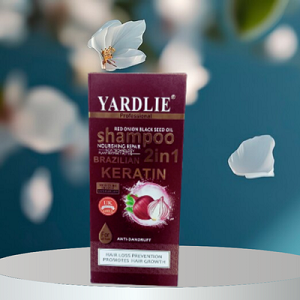 YARDLIE®
Professional
RED ONION BLACK SEED OIL
shampoo
NOURISHING REPAIR
2in1
BRAZILIAN
KERATIN
ANTI-DANDRUFF
HAIR LOSS PREVENTION
PROMOTES HAIR GROWTH